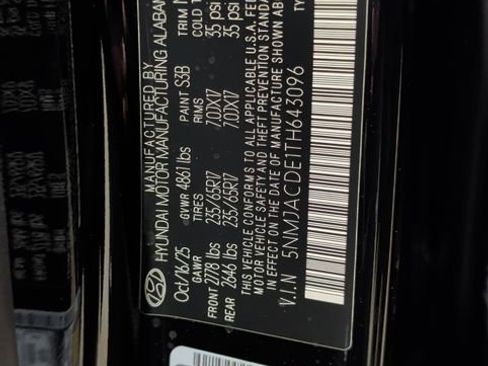 MANUFACTURED BY
HYUNDAI MOTOR MANUFACTURING ALABAMA
Oct/16/25 GVWR 4861 lbs PAINT S3B TRIM
GAWR TIRES RIMS COLD
FRONT 2778 lbs 235/65R17 7.0JX17 35 psi
REAR 2646 lbs 235/65R17 7.0JX17 35 psi
THIS VEHICLE CONFORMS TO ALL APPLICABLE U.S.A. FEDERAL
MOTOR VEHICLE SAFETY AND THEFT PREVENTION STANDARDS
IN EFFECT ON THE DATE OF MANUFACTURE SHOWN ABOVE.
V.I.N 5NMJACDE1TH643096 TY